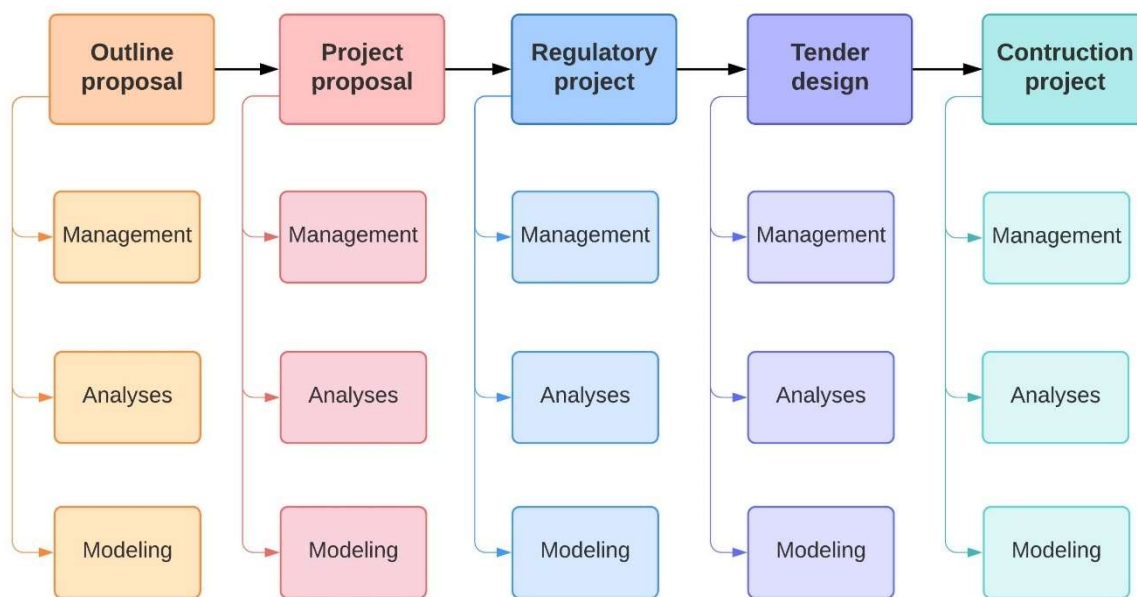 Outline
proposal
Project
proposal
Regulatory
project
Tender
design
Contruction
project
Management
Management
Management
Management
Management
Analyses
Analyses
Analyses
Analyses
Analyses
Modeling
Modeling
Modeling
Modeling
Modeling